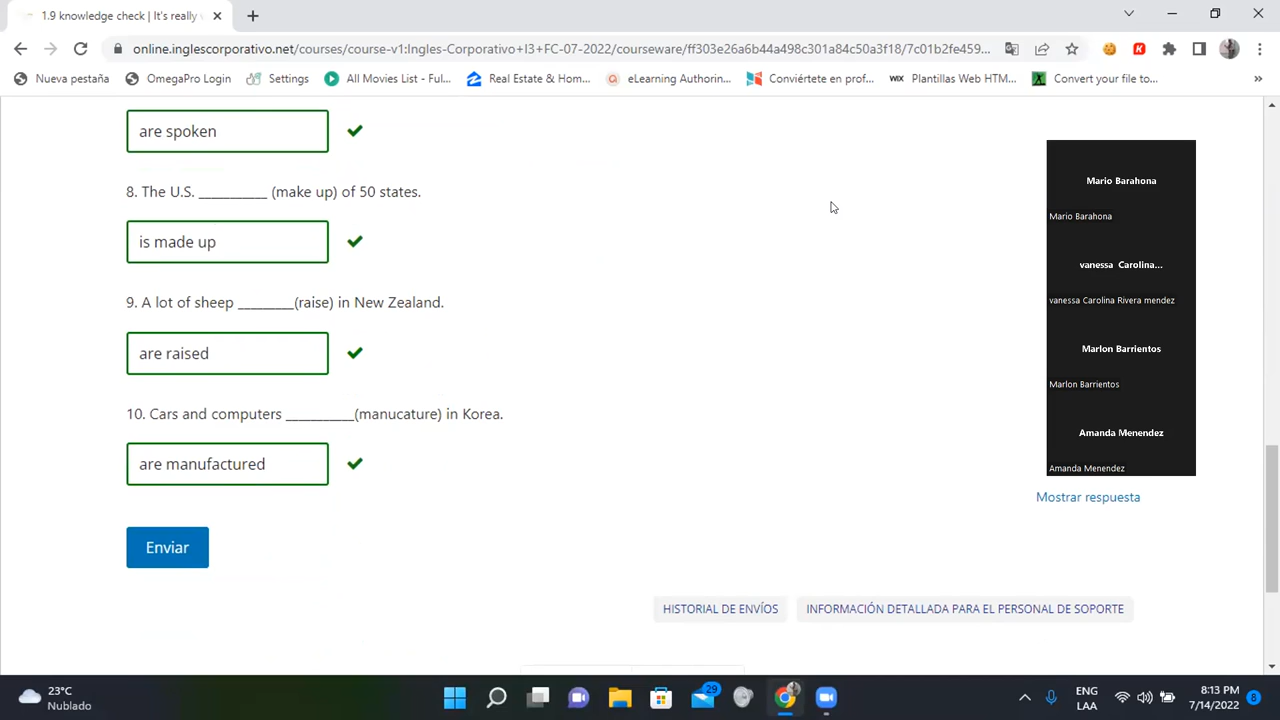 1.9 knowledge check | It's really
online.inglescorporativo.net/courses/course-v1:Ingles-Corporativo+I3+FC-07-2022/courseware/ff303e26a6b44a498c301a84c50a3f18/7c01b2fe459...
Nueva pestaña
OmegaPro Login
Settings
All Movies List - Ful...
Real Estate & Hom...
eLearning Authorin...
Conviértete en prof...
WIX Plantillas Web HTM...
Convert your file to...
are spoken
8. The U.S. __________ (make up) of 50 states.
is made up
9. A lot of sheep ________(raise) in New Zealand.
are raised
10. Cars and computers __________(manucature) in Korea.
are manufactured
Enviar
Mario Barahona
Mario Barahona
vanessa Carolina...
vanessa Carolina Rivera mendez
Marlon Barrientos
Marlon Barrientos
Amanda Menendez
Amanda Menendez
Mostrar respuesta
HISTORIAL DE ENVÍOS
INFORMACIÓN DETALLADA PARA EL PERSONAL DE SOPORTE
23°C
Nublado
29
ENG
LAA
8:13 PM
7/14/2022
8